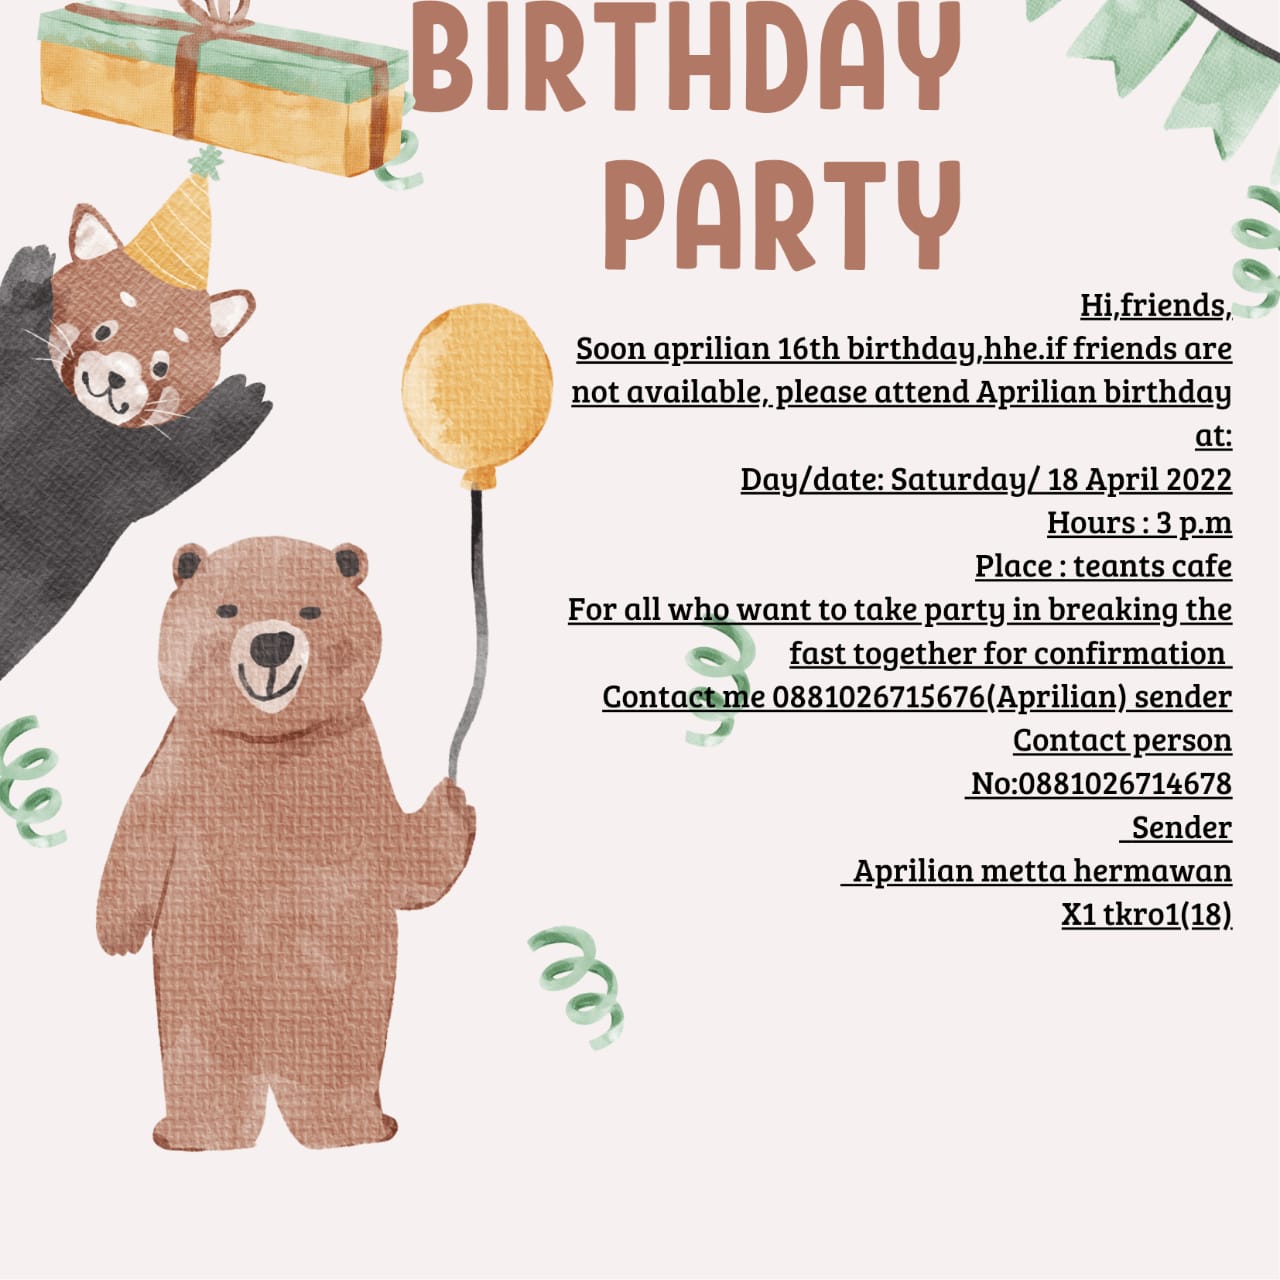 BIRTHDAY
PARTY
Hi,friends,
Soon aprilian 16th birthday,hhe.if friends are
not available, please attend Aprilian birthday
at:
Day/date: Saturday/ 18 April 2022
Hours : 3 p.m
Place : teants cafe
For all who want to take party in breaking the
fast together for confirmation
Contact me 0881026715676(Aprilian) sender
Contact person
No:0881026714678
Sender
Aprilian metta hermawan
X1 tkro1(18)